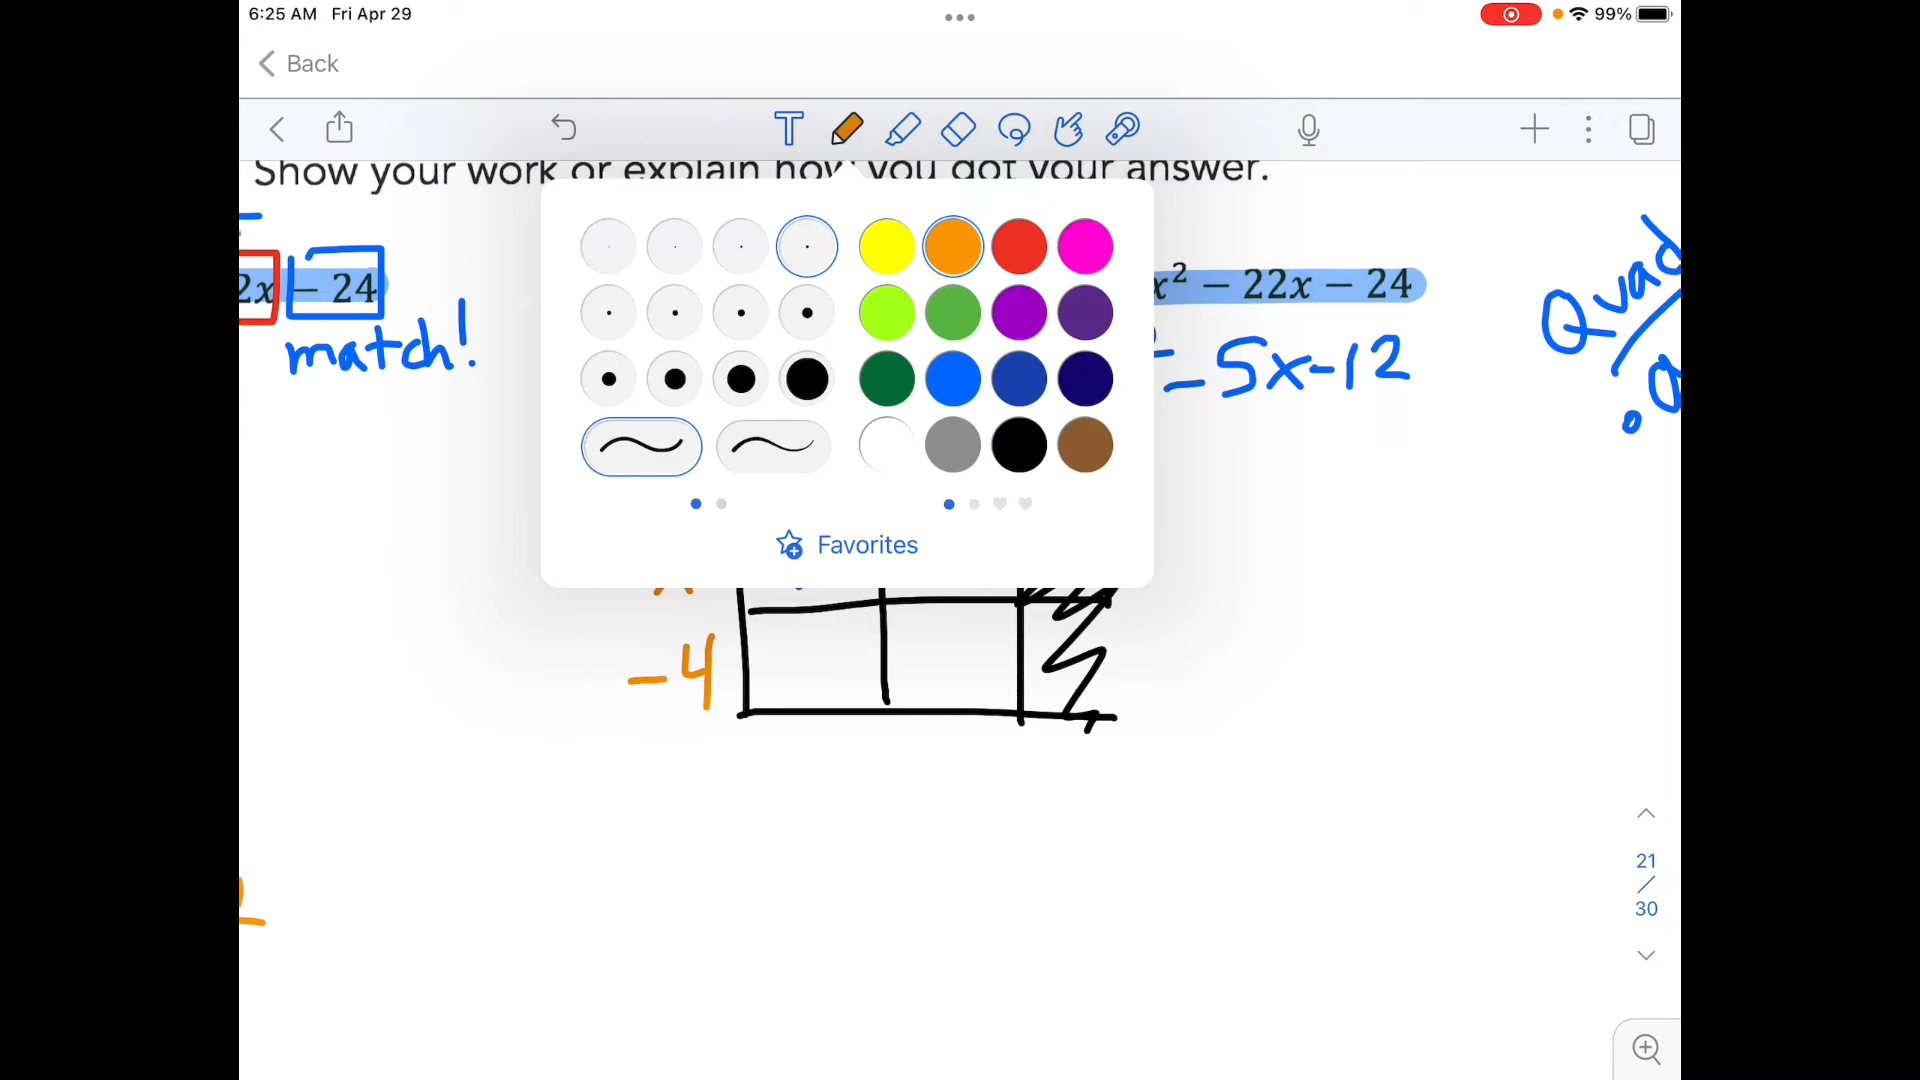 6:25 AM Fri Apr 29
99%
Back
Show your work or explain how you got your answer.
2x − 24
x² − 22x − 24
match!
− 5x-12
Quad
Favorites
-4
21
/
30